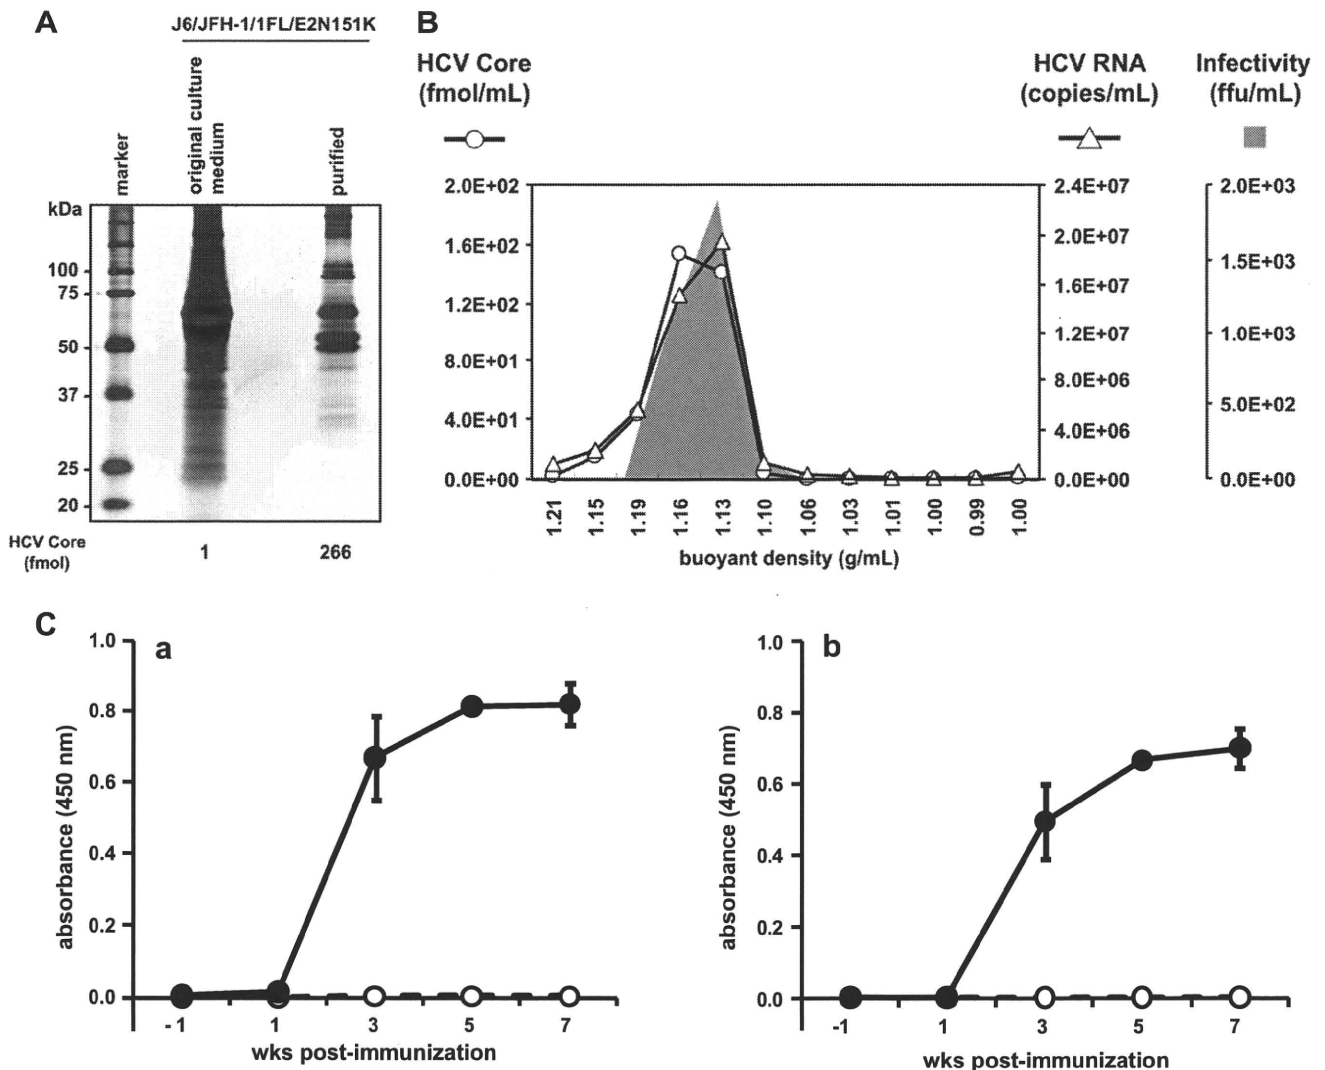 A
J6/JFH-1/1FL/E2N151K
marker
original culture
medium
purified
kDa
100
75
50
37
25
20
HCV Core
(fmol)
1
266
B
HCV Core
(fmol/mL)
HCV RNA
(copies/mL)
Infectivity
(ffu/mL)
2.0E+02
1.6E+02
1.2E+02
8.0E+01
4.0E+01
0.0E+00
2.4E+07
2.0E+07
1.6E+07
1.2E+07
8.0E+06
4.0E+06
0.0E+00
2.0E+03
1.5E+03
1.0E+03
5.0E+02
0.0E+00
1.21
1.15
1.19
1.16
1.13
1.10
1.06
1.03
1.01
1.00
0.99
1.00
buoyant density (g/mL)
C
a
1.0
0.8
0.6
0.4
0.2
0.0
absorbance (450 nm)
-1
1
3
5
7
wks post-immunization
b
1.0
0.8
0.6
0.4
0.2
0.0
absorbance (450 nm)
-1
1
3
5
7
wks post-immunization